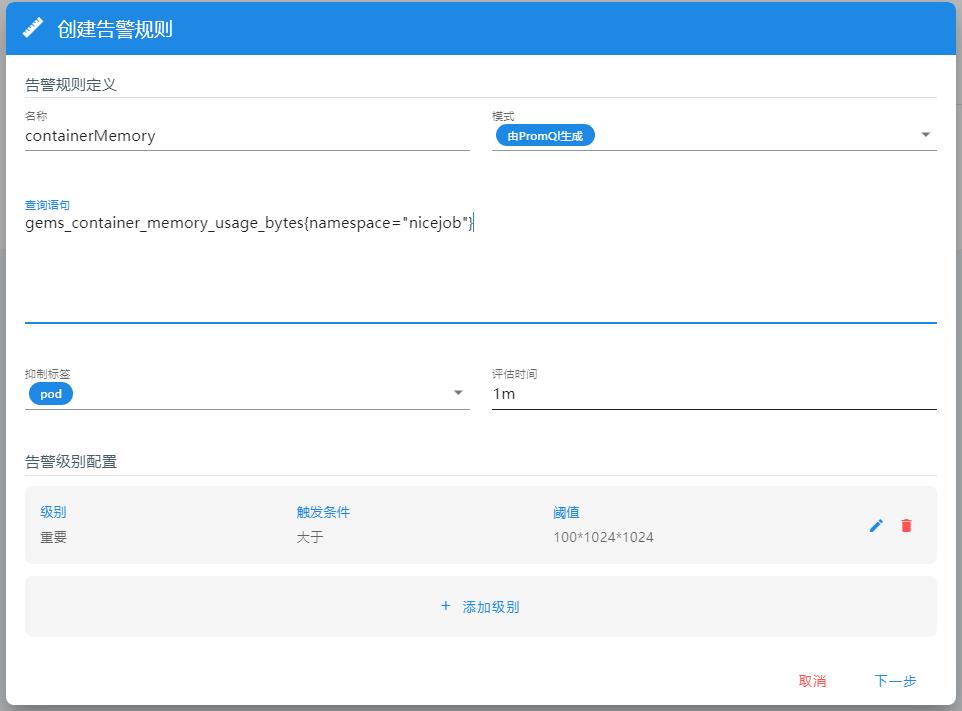 创建告警规则
告警规则定义
名称
containerMemory
模式
由PromQl生成
查询语句
gems_container_memory_usage_bytes{namespace="nicejob"}
抑制标签
pod
评估时间
1m
告警级别配置
级别 触发条件 阈值
重要 大于 100*1024*1024
+ 添加级别
取消 下一步